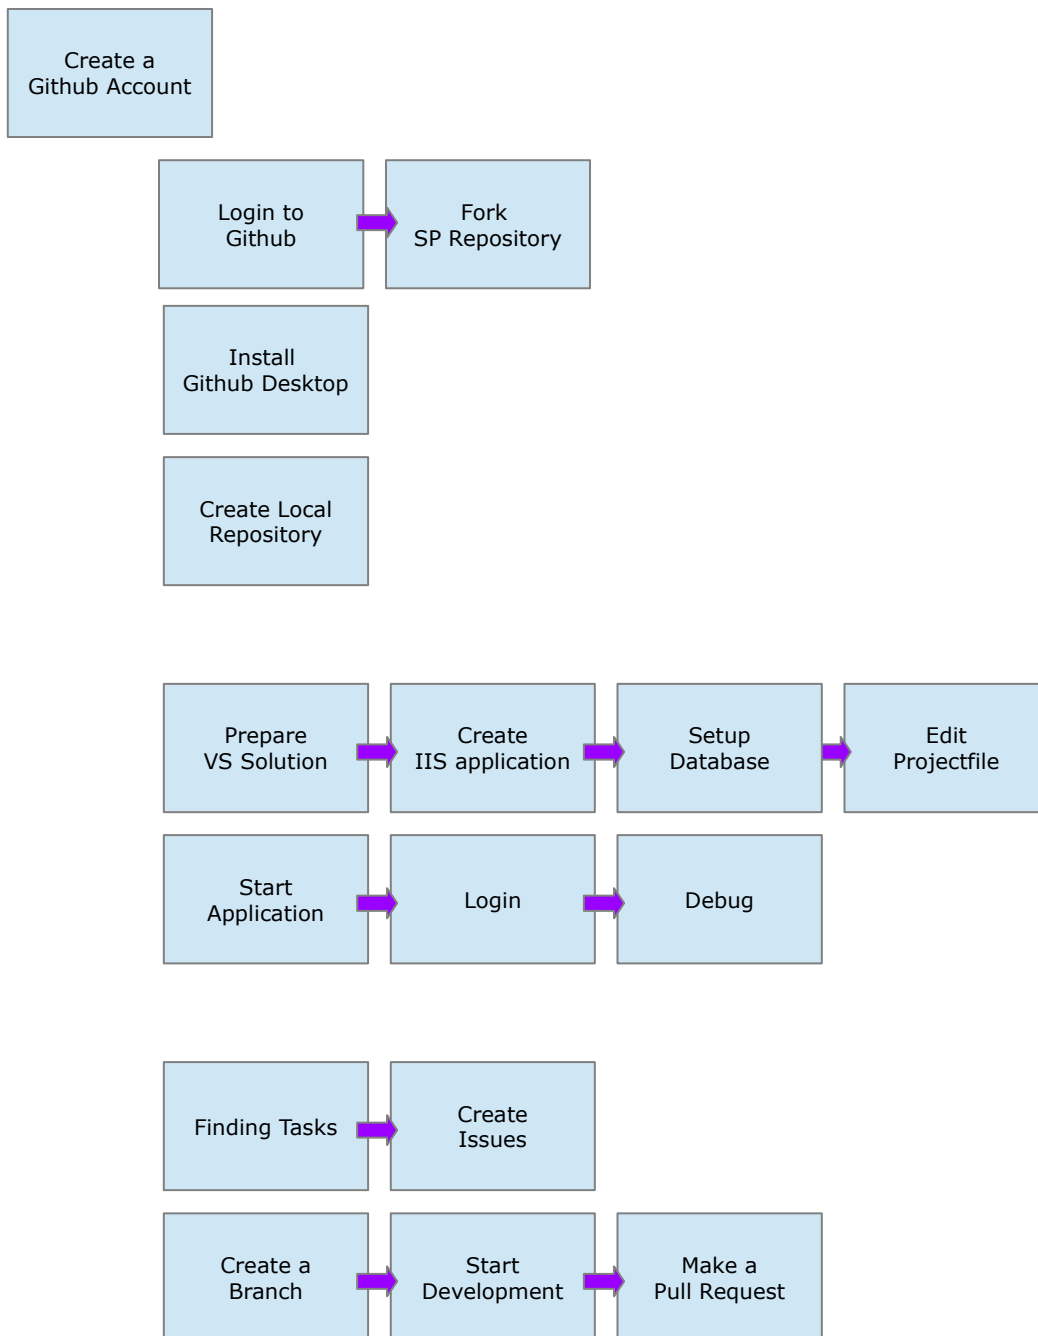 Create a
Github Account
Login to
Github
Fork
SP Repository
Install
Github Desktop
Create Local
Repository
Prepare
VS Solution
Create
IIS application
Setup
Database
Edit
Projectfile
Start
Application
Login
Debug
Finding Tasks
Create
Issues
Create a
Branch
Start
Development
Make a
Pull Request